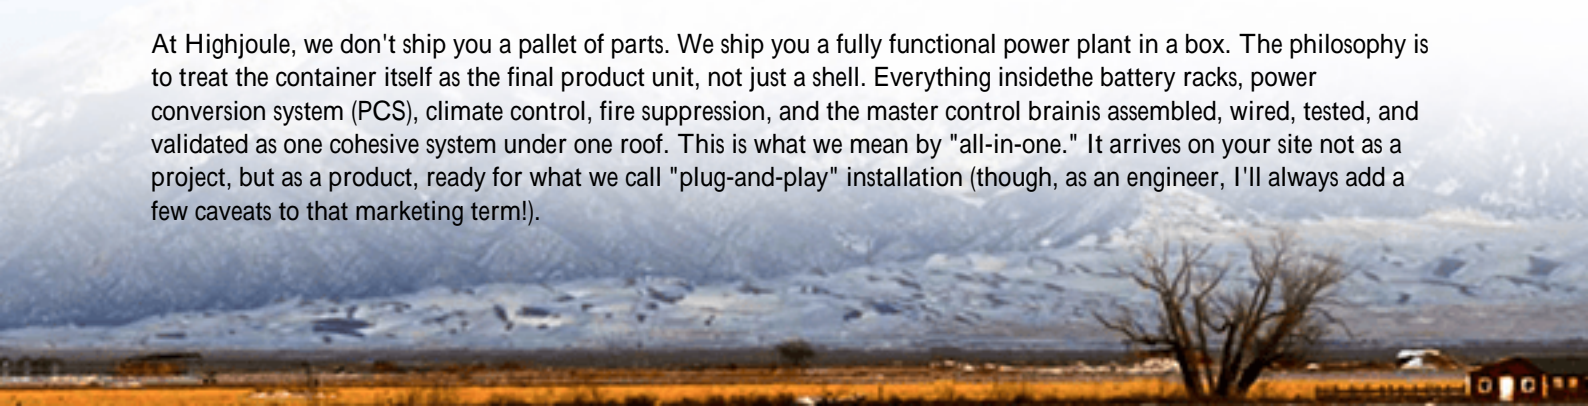 At Highjoule, we don't ship you a pallet of parts. We ship you a fully functional power plant in a box. The philosophy is
to treat the container itself as the final product unit, not just a shell. Everything insidethe battery racks, power
conversion system (PCS), climate control, fire suppression, and the master control brainis assembled, wired, tested, and
validated as one cohesive system under one roof. This is what we mean by "all-in-one." It arrives on your site not as a
project, but as a product, ready for what we call "plug-and-play" installation (though, as an engineer, I'll always add a
few caveats to that marketing term!).